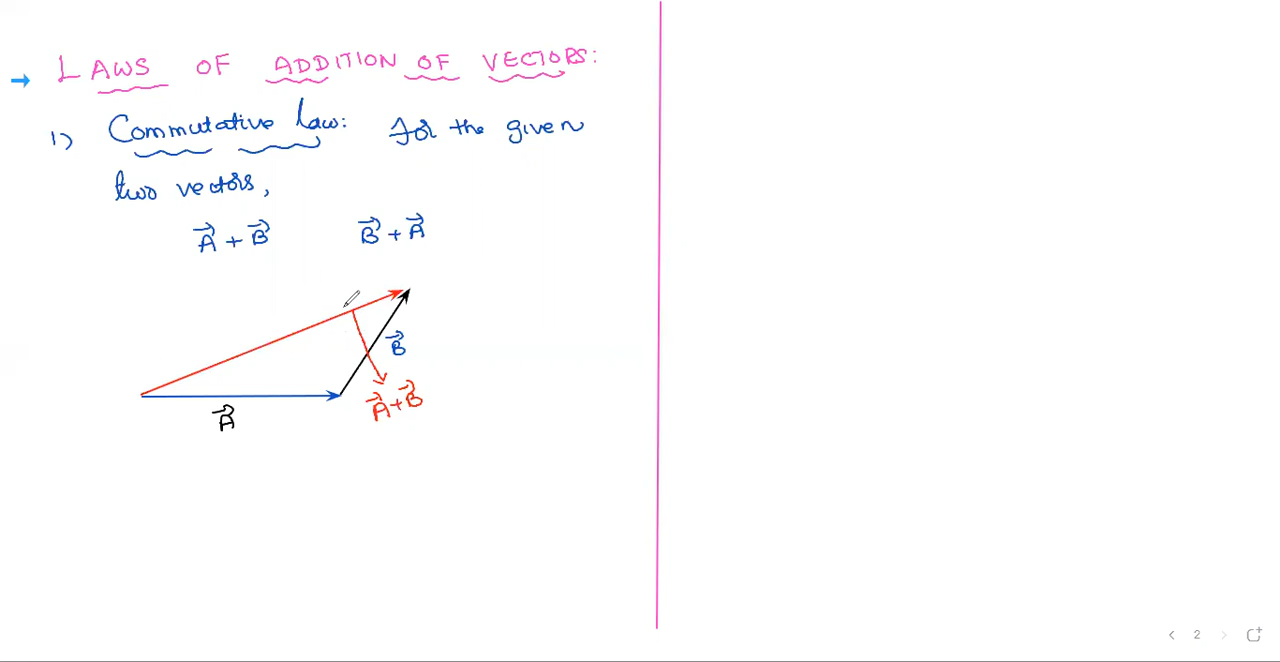 → LAWS OF ADDITION OF VECTORS:
1) Commutative law: for the given
two vectors,
A⃗ + B⃗ B⃗ + A⃗
B⃗
A⃗ + B⃗
A⃗
2